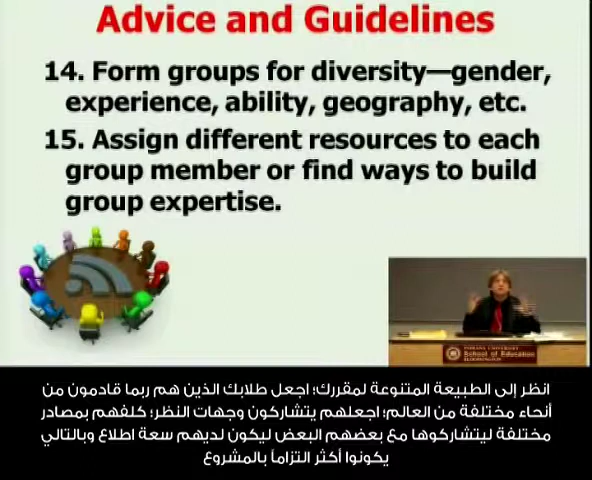 Advice and Guidelines
14. Form groups for diversity—gender,
experience, ability, geography, etc.
15. Assign different resources to each
group member or find ways to build
group expertise.
INDIANA UNIVERSITY
School of Education
BLOOMINGTON
انظر إلى الطبيعة المتنوعة لمقررك؛ اجعل طلابك الذين هم ربما قادمون من
أنحاء مختلفة من العالم؛ اجعلهم يتشاركون وجهات النظر؛ كلفهم بمصادر
مختلفة ليتشاركوها مع بعضهم البعض ليكون لديهم سعة اطلاع وبالتالي
يكونوا أكثر التزاماً بالمشروع